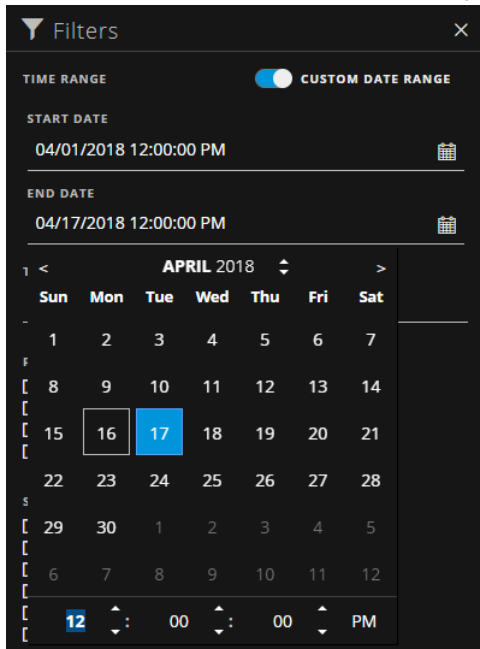 Filters ×
TIME RANGE CUSTOM DATE RANGE
START DATE
04/01/2018 12:00:00 PM
END DATE
04/17/2018 12:00:00 PM
< APRIL 2018 >
Sun Mon Tue Wed Thu Fri Sat
1 2 3 4 5 6 7
8 9 10 11 12 13 14
15 16 17 18 19 20 21
22 23 24 25 26 27 28
29 30 1 2 3 4 5
6 7 8 9 10 11 12
12 : 00 : 00 PM